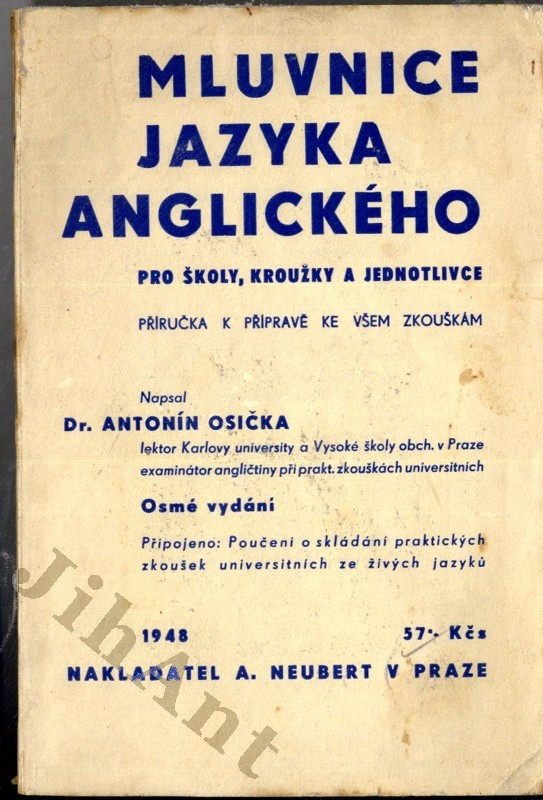 MLUVNICE
JAZYKA
ANGLICKÉHO
PRO ŠKOLY, KROUŽKY A JEDNOTLIVCE
PŘÍRUČKA K PŘÍPRAVĚ KE VŠEM ZKOUŠKÁM
Napsal
Dr. ANTONÍN OSIČKA
lektor Karlovy university a Vysoké školy obch. v Praze
examinátor angličtiny při prakt. zkouškách universitních
Osmé vydání
Připojeno: Poučení o skládání praktických
zkoušek universitních ze živých jazyků
1948 57·- Kčs
NAKLADATEL A. NEUBERT V PRAZE
JihAnt